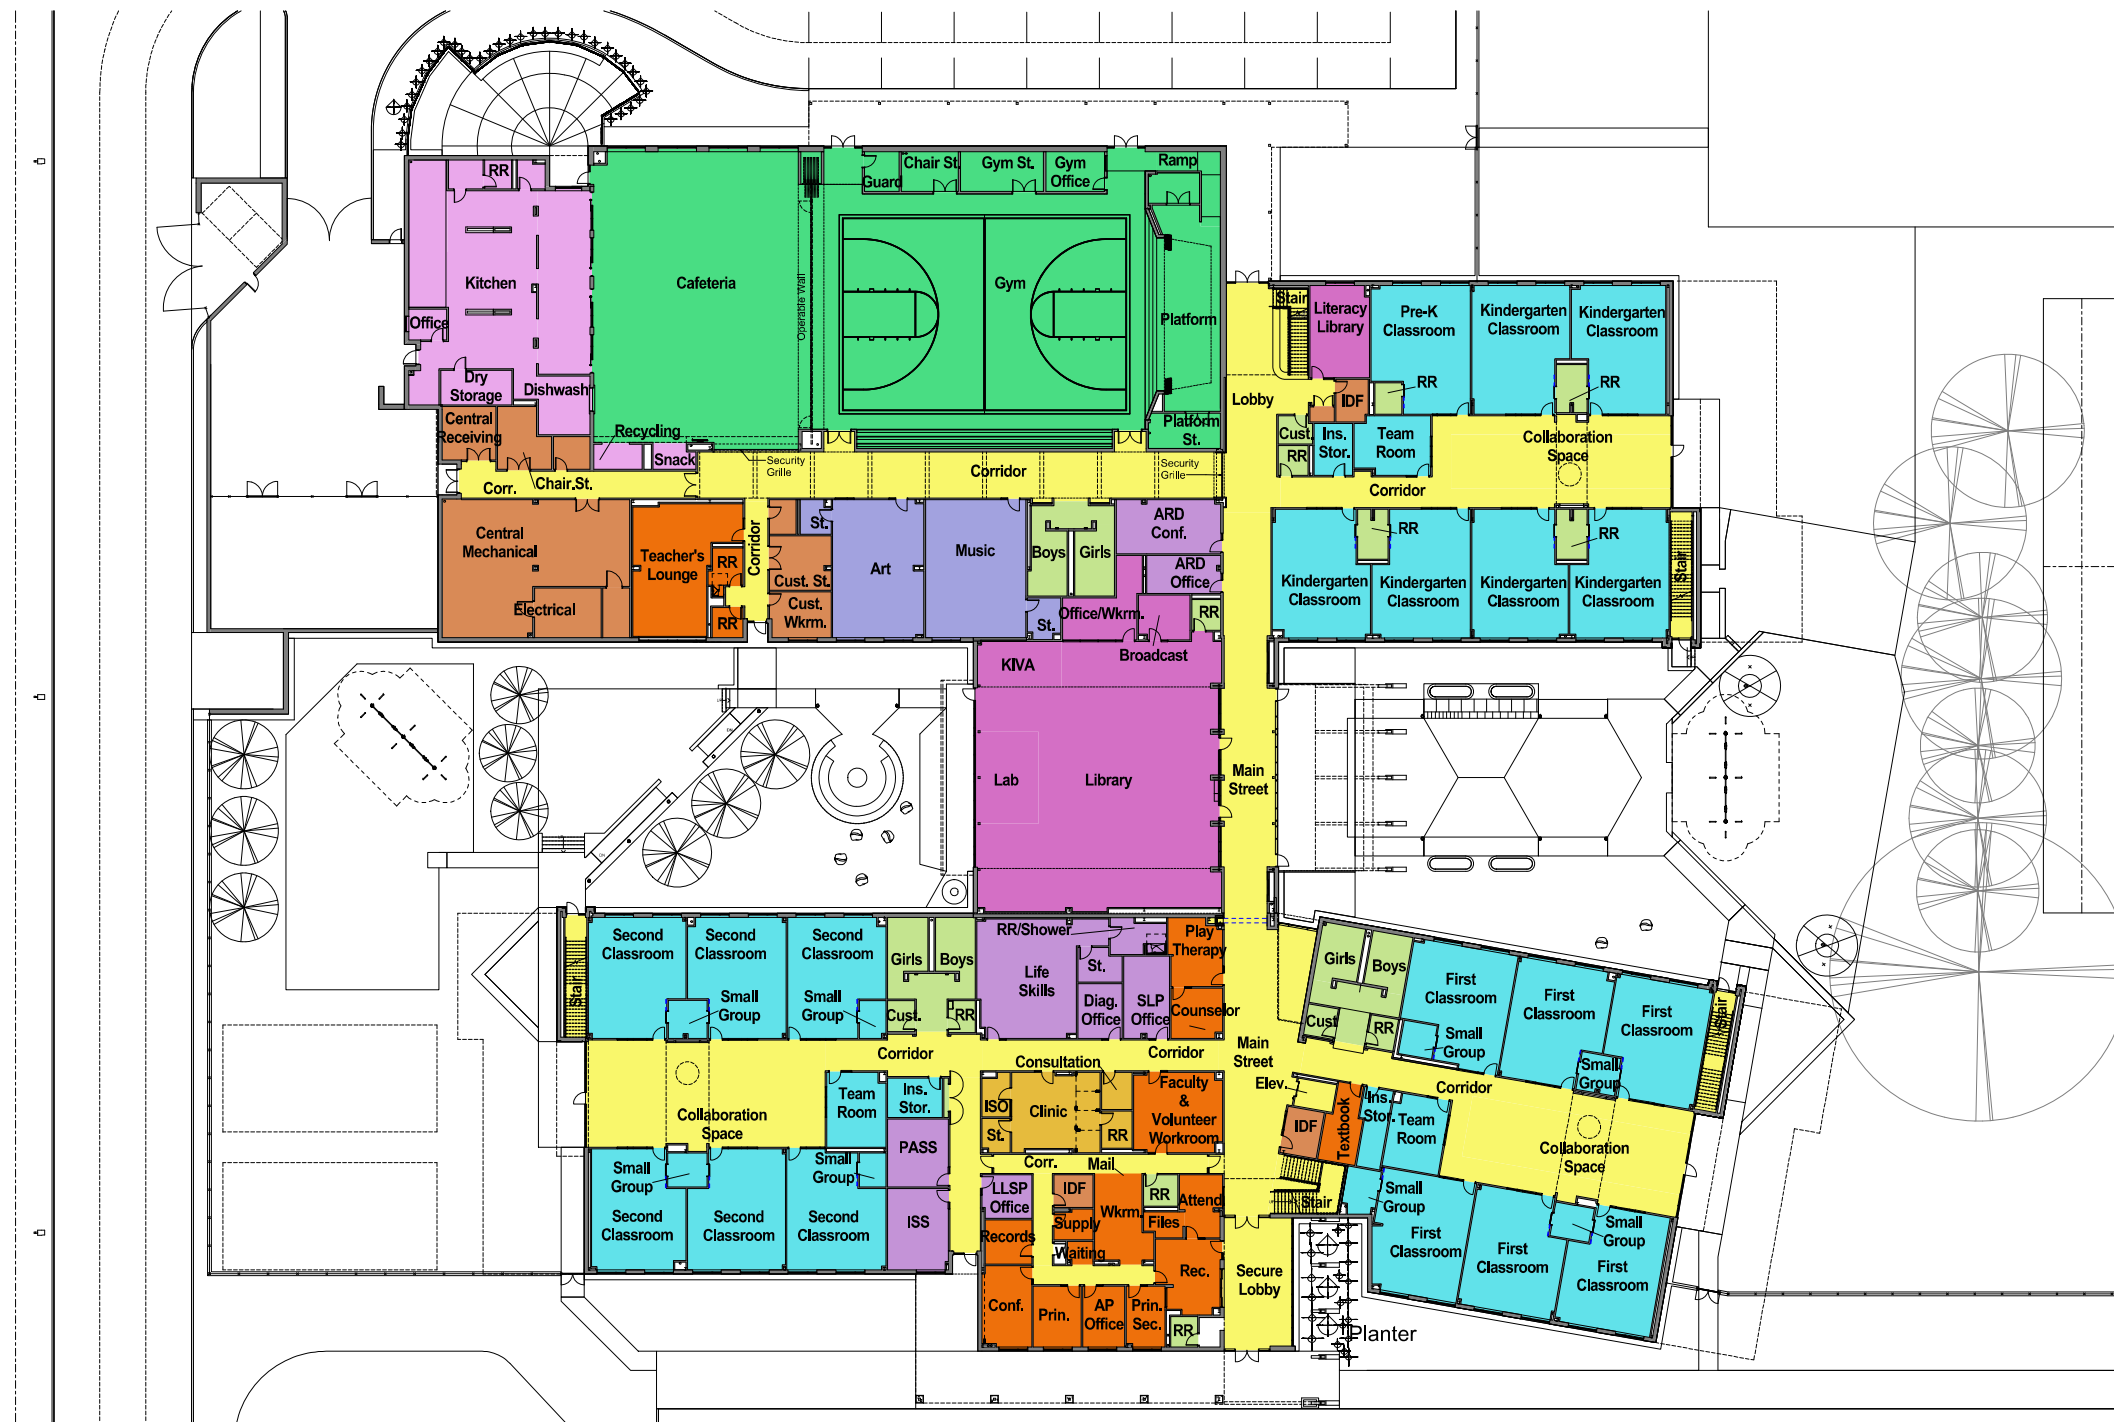 RR
Chair St.
Gym St.
Gym
Office
Ramp
Guard
Kitchen
Cafeteria
Operable Wall
Gym
Platform
Office
Dry
Storage
Dishwash
Central
Receiving
Recycling
Snack
Security
Grille
Platform
St.
Security
Grille
Corr.
Chair.St.
Corridor
Stair
Literacy
Library
Pre-K
Classroom
Kindergarten
Classroom
Kindergarten
Classroom
RR
RR
Lobby
IDF
Cust.
RR
Ins.
Stor.
Team
Room
Collaboration
Space
Corridor
Central
Mechanical
Electrical
Teacher's
Lounge
RR
RR
Corridor
St.
Cust. St.
Cust.
Wkrm.
Art
Music
Boys
Girls
ARD
Conf.
ARD
Office
St.
Office/Wkrm.
RR
Broadcast
RR
RR
Kindergarten
Classroom
Kindergarten
Classroom
Kindergarten
Classroom
Kindergarten
Classroom
Stair
KIVA
Lab
Library
Main
Street
Stair
Second
Classroom
Second
Classroom
Second
Classroom
Small
Group
Small
Group
Girls
Boys
Cust.
RR
RR/Shower
Life
Skills
St.
Diag.
Office
SLP
Office
Play
Therapy
Counselor
Corridor
Consultation
Corridor
Main
Street
Girls
Boys
Cust
RR
First
Classroom
First
Classroom
First
Classroom
Small
Group
Small
Group
Stair
Corridor
Collaboration
Space
Team
Room
Ins.
Stor.
ISO
Clinic
St.
RR
Faculty
&
Volunteer
Workroom
Elev.
IDF
Textbook
Ins.
Stor.
Team
Room
Collaboration
Space
PASS
ISS
Small
Group
Small
Group
Second
Classroom
Second
Classroom
Second
Classroom
Corr.
Mail
LLSP
Office
IDF
Wkrm.
RR
Attend
Supply
Files
Records
Waiting
Rec.
Conf.
Prin.
AP
Office
Prin.
Sec.
RR
Secure
Lobby
Stair
Small
Group
First
Classroom
First
Classroom
Small
Group
First
Classroom
Planter